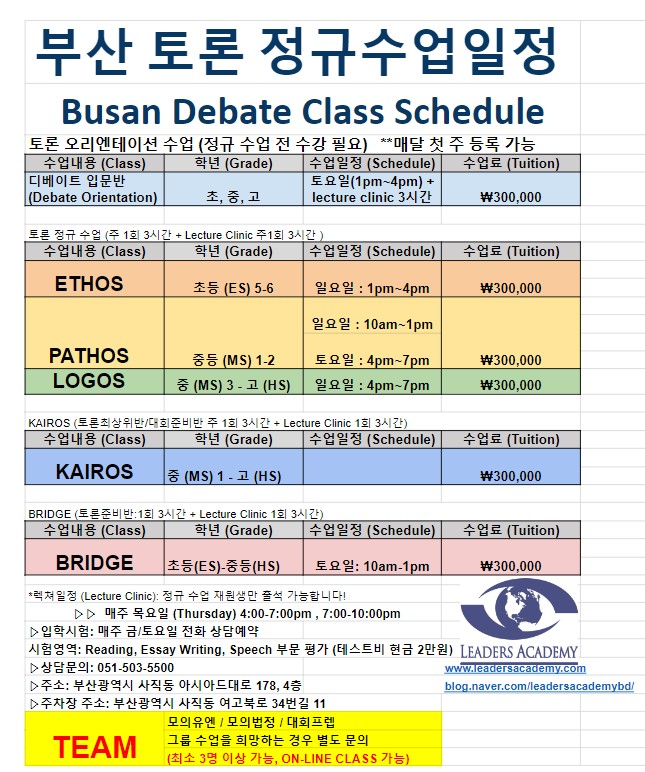 부산 토론 정규수업일정
Busan Debate Class Schedule
토론 오리엔테이션 수업 (정규 수업 전 수강 필요)   **매달 첫 주 등록 가능
수업내용 (Class) 학년 (Grade) 수업일정 (Schedule) 수업료 (Tuition)
디베이트 입문반 토요일(1pm~4pm) +
(Debate Orientation) 초, 중, 고 lecture clinic 3시간 ₩300,000
토론 정규 수업 (주 1회 3시간 + Lecture Clinic 주1회 3시간 )
수업내용 (Class) 학년 (Grade) 수업일정 (Schedule) 수업료 (Tuition)
ETHOS 초등 (ES) 5-6 일요일 : 1pm~4pm ₩300,000
일요일 : 10am~1pm
PATHOS 중등 (MS) 1-2 토요일 : 4pm~7pm ₩300,000
LOGOS 중 (MS) 3 - 고 (HS) 일요일 : 4pm~7pm ₩300,000
KAIROS (토론최상위반/대회준비반 주 1회 3시간 + Lecture Clinic 1회 3시간)
수업내용 (Class) 학년 (Grade) 수업일정 (Schedule) 수업료 (Tuition)
KAIROS 중 (MS) 1 - 고 (HS) ₩300,000
BRIDGE (토론준비반:1회 3시간 + Lecture Clinic 1회 3시간)
수업내용 (Class) 학년 (Grade) 수업일정 (Schedule) 수업료 (Tuition)
BRIDGE 초등(ES)-중등(HS) 토요일: 10am-1pm ₩300,000
*렉쳐일정 (Lecture Clinic): 정규 수업 재원생만 출석 가능합니다!
▷▷ 매주 목요일 (Thursday) 4:00-7:00pm , 7:00-10:00pm
▷입학시험: 매주 금/토요일 전화 상담예약
시험영역: Reading, Essay Writing, Speech 부문 평가 (테스트비 현금 2만원)
LEADERS ACADEMY
▷상담문의: 051-503-5500
www.leadersacademy.com
▷주소: 부산광역시 사직동 아시아드대로 178, 4층
blog.naver.com/leadersacademybd/
▷주차장 주소: 부산광역시 사직동 여고북로 34번길 11
TEAM
모의유엔 / 모의법정 / 대회프렙
그룹 수업을 희망하는 경우 별도 문의
(최소 3명 이상 가능, ON-LINE CLASS 가능)